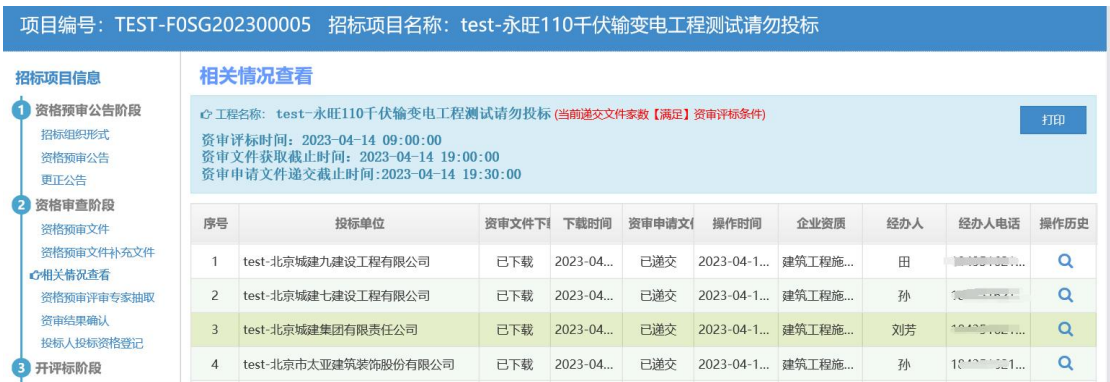 项目编号：TEST-F0SG202300005 招标项目名称：test-永旺110千伏输变电工程测试请勿投标
招标项目信息
1 资格预审公告阶段
招标组织形式
资格预审公告
更正公告
2 资格审查阶段
资格预审文件
资格预审文件补充文件
相关情况查看
资格预审评审专家抽取
资审结果确认
投标人投标资格登记
3 开评标阶段
相关情况查看
工程名称：test-永旺110千伏输变电工程测试请勿投标(当前递交文件家数【满足】资审评标条件)
打印
资审评标时间：2023-04-14 09:00:00
资审文件获取截止时间：2023-04-14 19:00:00
资审申请文件递交截止时间:2023-04-14 19:30:00
序号 投标单位 资审文件下 下载时间 资审申请文 操作时间 企业资质 经办人 经办人电话 操作历史
1 test-北京城建九建设工程有限公司 已下载 2023-04... 已递交 2023-04-1... 建筑工程施... 田
2 test-北京城建七建设工程有限公司 已下载 2023-04... 已递交 2023-04-1... 建筑工程施... 孙
3 test-北京城建集团有限责任公司 已下载 2023-04... 已递交 2023-04-1... 建筑工程施... 刘芳
4 test-北京市太亚建筑装饰股份有限公司 已下载 2023-04... 已递交 2023-04-1... 建筑工程施... 孙